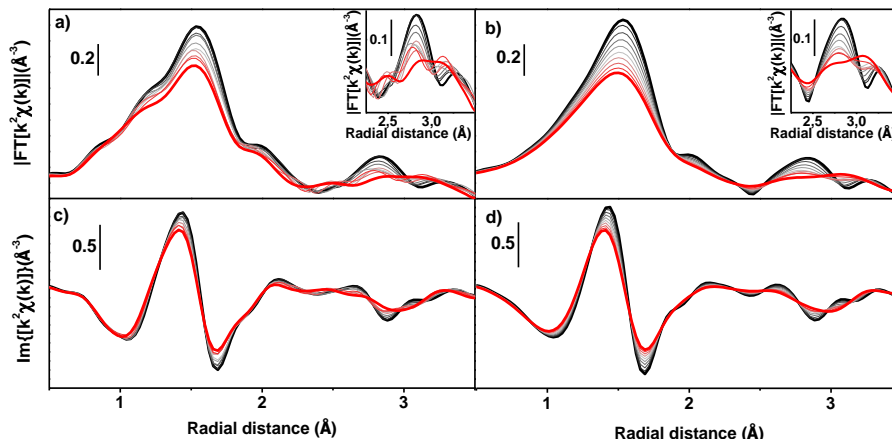 a)
0.2
|FT[k²χ(k)]|(Å⁻³)
0.1
|FT[k²χ(k)]|(Å⁻³)
2,5 3,0
Radial distance (Å)
b)
0.2
0.1
|FT[k²χ(k)]|(Å⁻³)
2,5 3,0
Radial distance (Å)
c)
0.5
Im{[k²χ(k)]}(Å⁻³)
d)
0.5
1 2 3
1 2 3
Radial distance (Å)
Radial distance (Å)